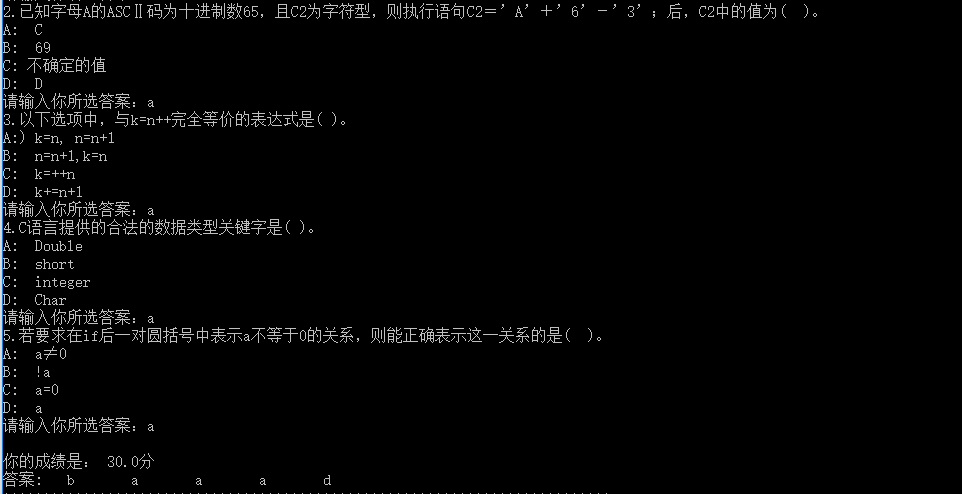 2.已知字母A的ASCⅡ码为十进制数65，且C2为字符型，则执行语句C2＝’A’＋’6’－’3’；后，C2中的值为( )。
A: C
B: 69
C: 不确定的值
D: D
请输入你所选答案：a
3.以下选项中，与k=n++完全等价的表达式是( )。
A:) k=n, n=n+1
B: n=n+1,k=n
C: k=++n
D: k+=n+1
请输入你所选答案：a
4.C语言提供的合法的数据类型关键字是( )。
A: Double
B: short
C: integer
D: Char
请输入你所选答案：a
5.若要求在if后一对圆括号中表示a不等于0的关系，则能正确表示这一关系的是( )。
A: a≠0
B: !a
C: a=0
D: a
请输入你所选答案：a
你的成绩是： 30.0分
答案: b a a a d